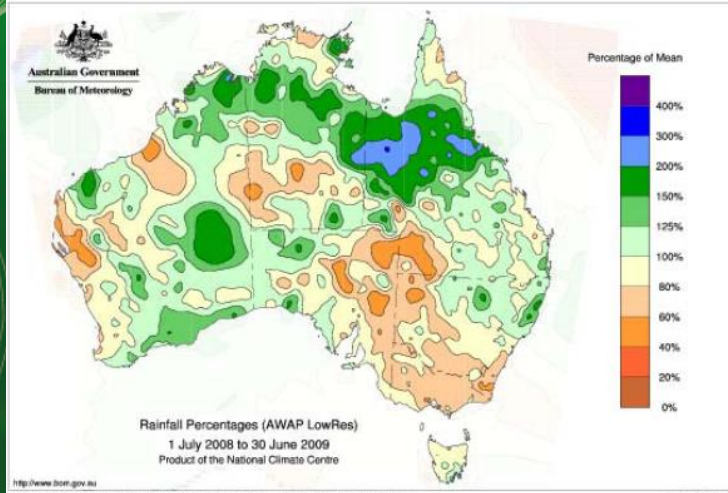 Australian Government
Bureau of Meteorology
Percentage of Mean
400%
300%
200%
150%
125%
100%
80%
60%
40%
20%
0%
Rainfall Percentages (AWAP LowRes)
1 July 2008 to 30 June 2009
Product of the National Climate Centre
http://www.bom.gov.au